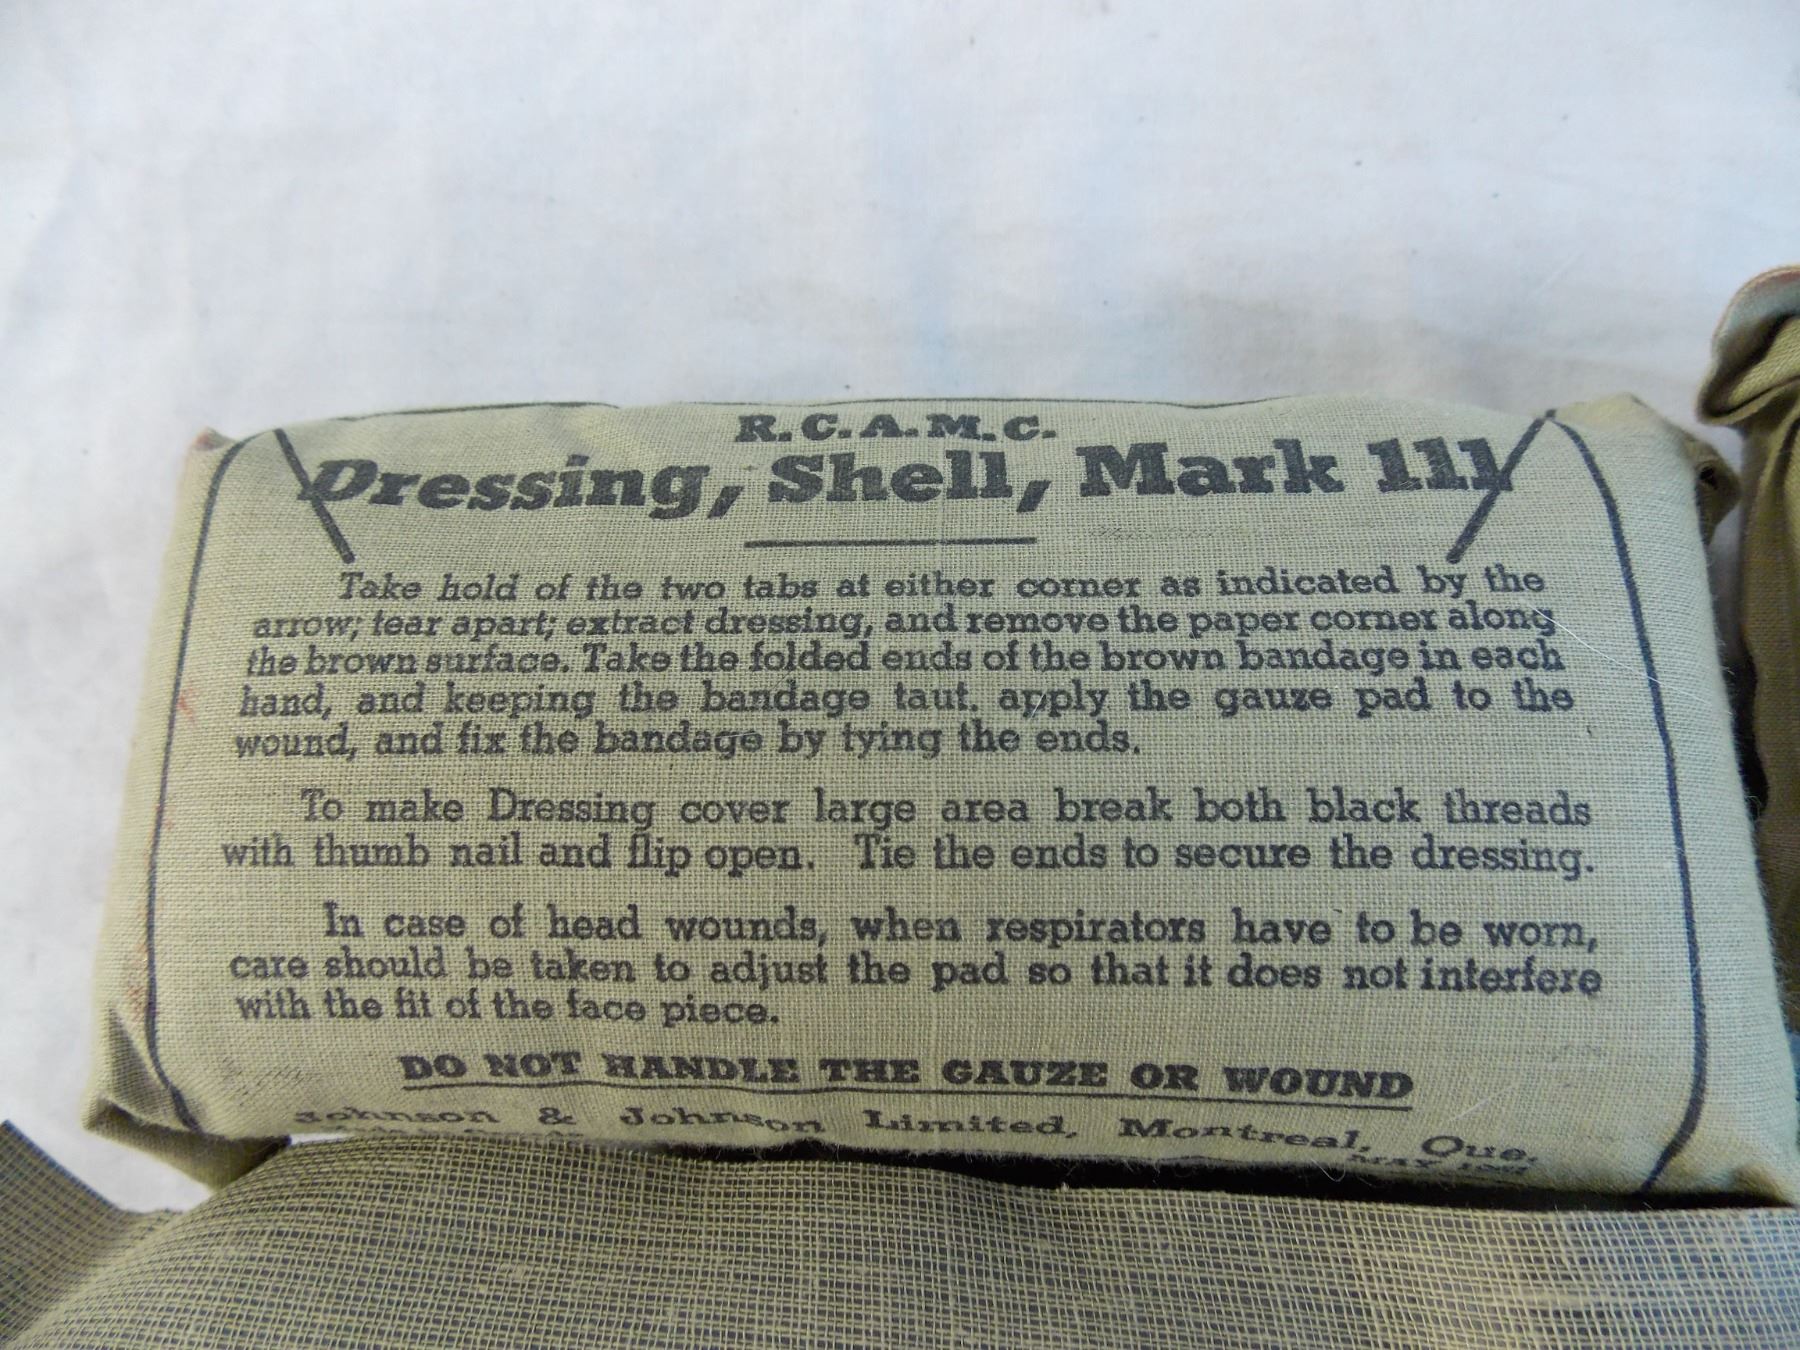 R.C.A.M.C.
Dressing, Shell, Mark 111
Take hold of the two tabs at either corner as indicated by the
arrow; tear apart; extract dressing, and remove the paper corner along
the brown surface. Take the folded ends of the brown bandage in each
hand, and keeping the bandage taut. apply the gauze pad to the
wound, and fix the bandage by tying the ends.
To make Dressing cover large area break both black threads
with thumb nail and flip open. Tie the ends to secure the dressing.
In case of head wounds, when respirators have to be worn,
care should be taken to adjust the pad so that it does not interfere
with the fit of the face piece.
DO NOT HANDLE THE GAUZE OR WOUND
Johnson & Johnson Limited, Montreal, Que.
MAY